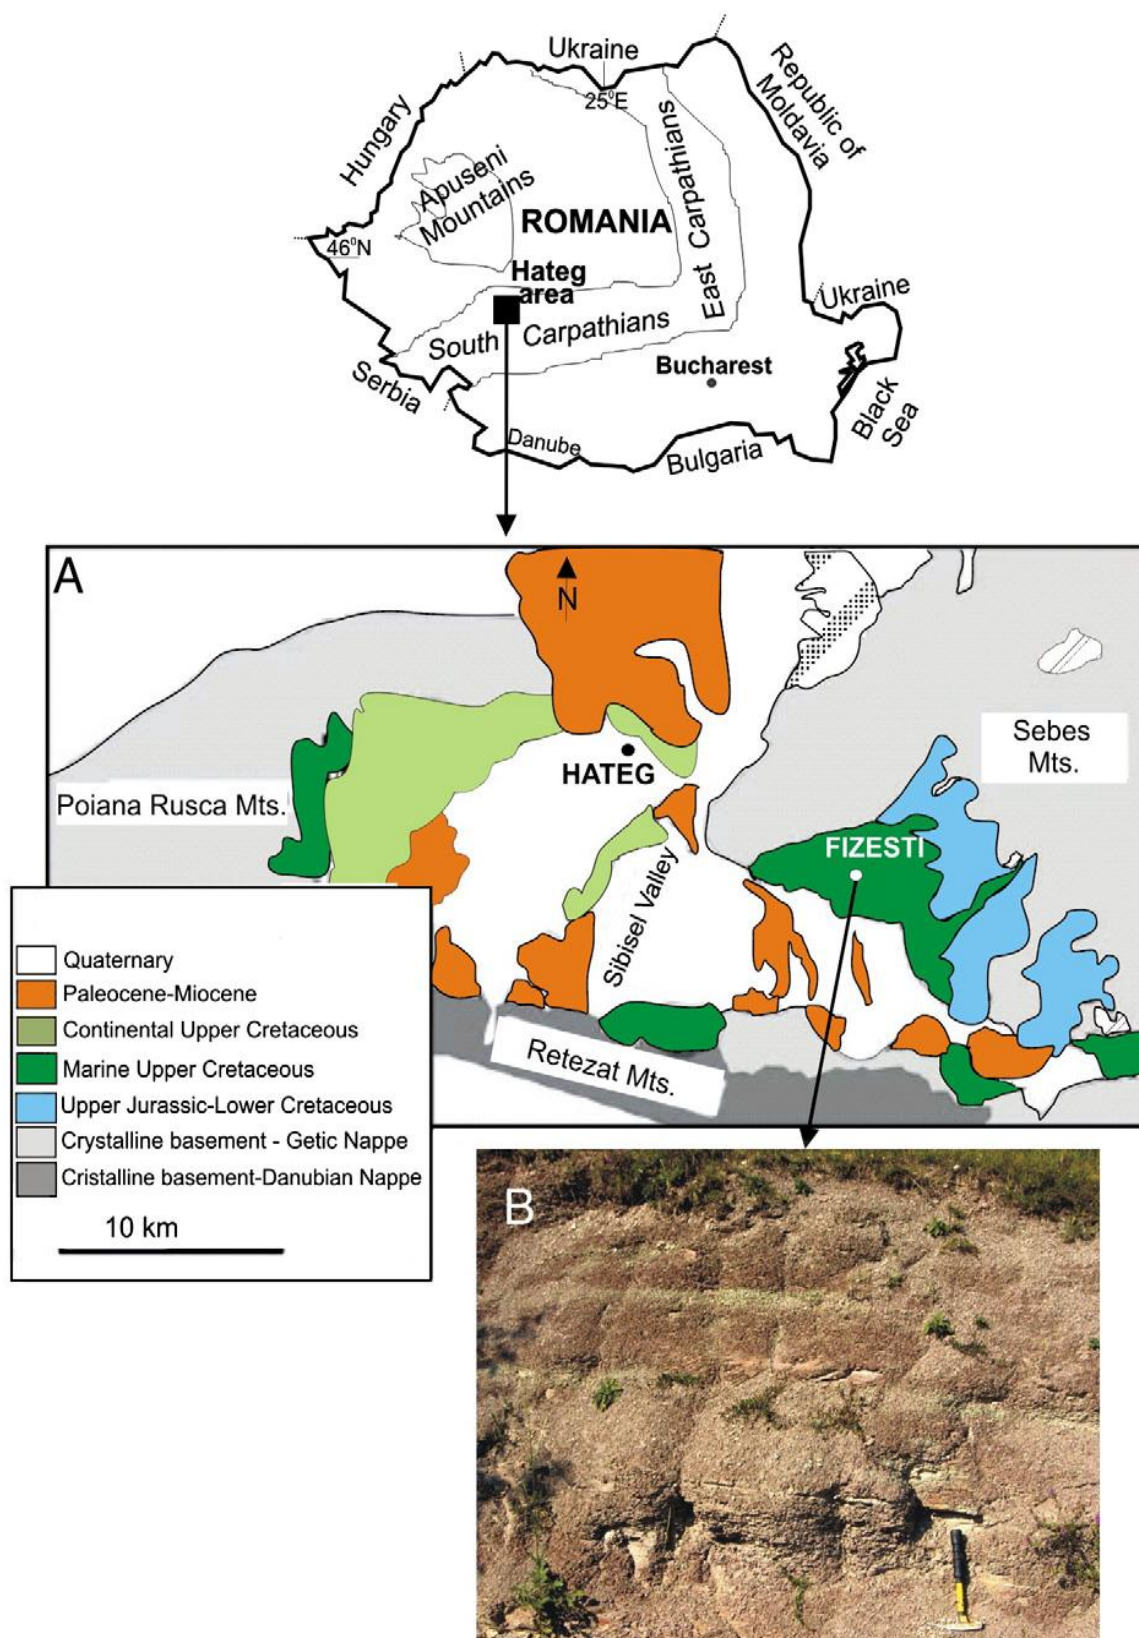 Ukraine
25⁰E
Republic of
Moldavia
Hungary
East Carpathians
Apuseni
Mountains
ROMANIA
46⁰N
Hateg
area
Ukraine
South Carpathians
Bucharest
Serbia
Black
Sea
Danube
Bulgaria
A
N
Sebes
Mts.
HATEG
Poiana Rusca Mts.
FIZESTI
Sibisel Valley
Retezat Mts.
Quaternary
Paleocene-Miocene
Continental Upper Cretaceous
Marine Upper Cretaceous
Upper Jurassic-Lower Cretaceous
Crystalline basement - Getic Nappe
Cristalline basement-Danubian Nappe
10 km
B